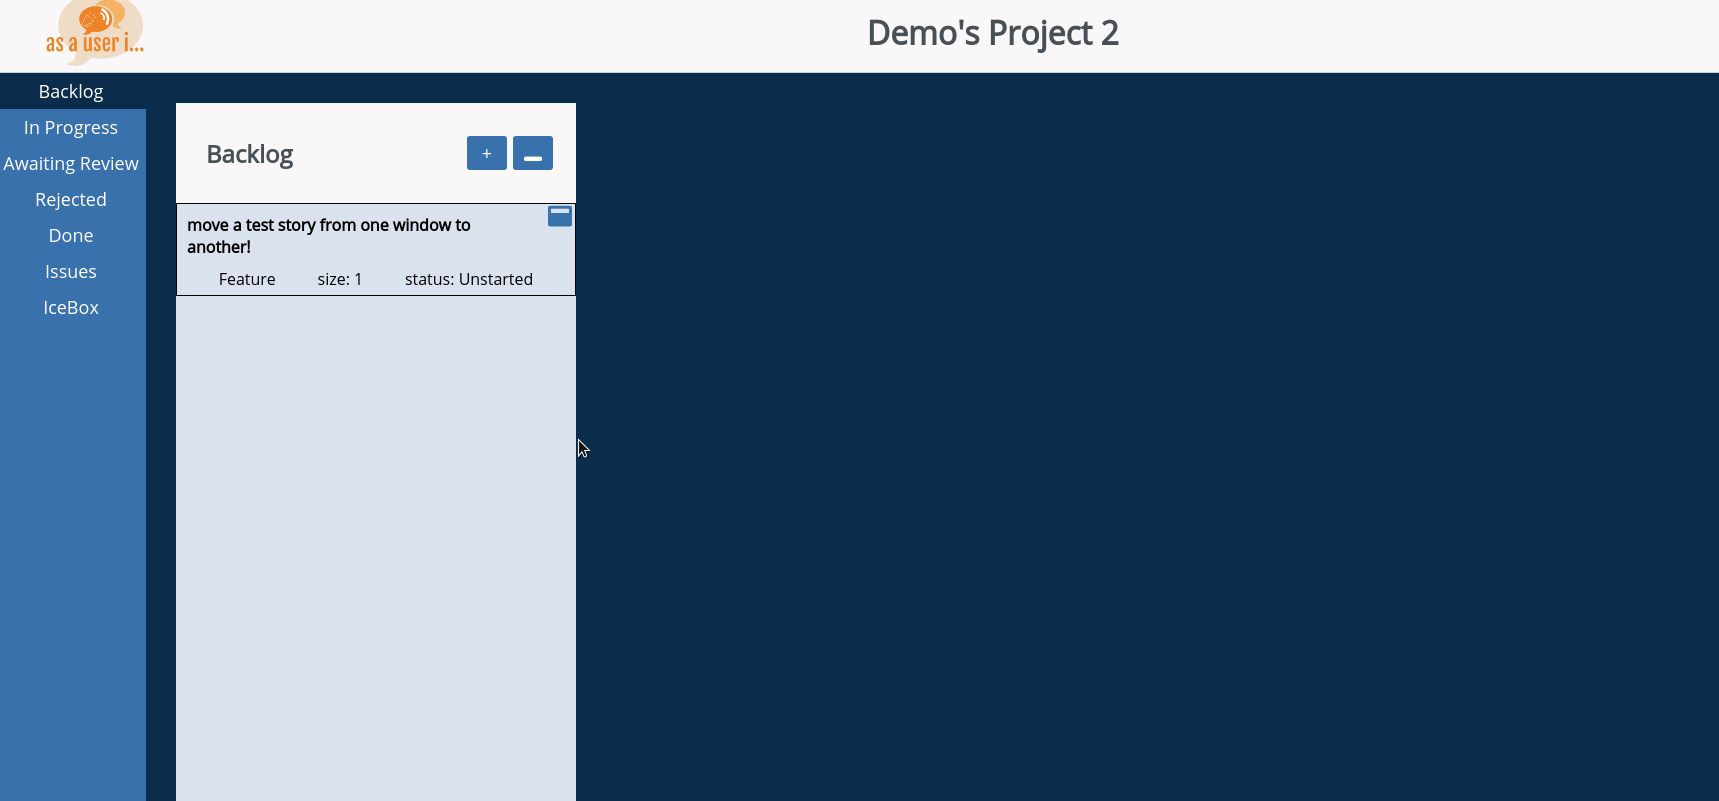 as a user i...
Demo's Project 2
Backlog
In Progress
Awaiting Review
Rejected
Done
Issues
IceBox
Backlog
+
move a test story from one window to
another!
Feature size: 1 status: Unstarted